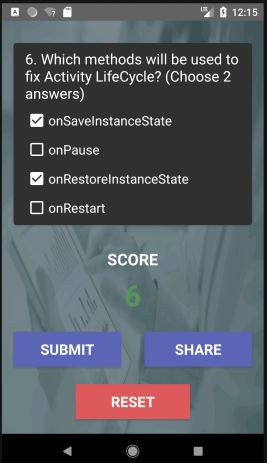 LTE 12:15
6. Which methods will be used to
fix Activity LifeCycle? (Choose 2
answers)
onSaveInstanceState
onPause
onRestoreInstanceState
onRestart
SCORE
6
SUBMIT SHARE
RESET